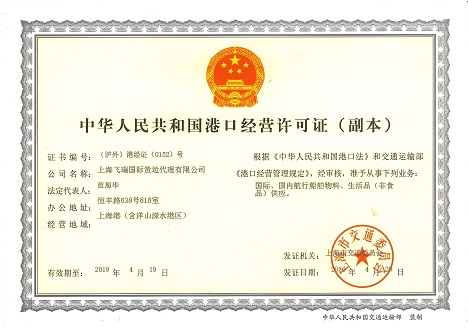 中华人民共和国港口经营许可证（副本）
证书编号：（沪外）港经证（0152）号
公司名称：上海飞瑞国际货运代理有限公司
法定代表人：
办公地址：恒丰路638号818室
经营地域：上海港（含洋山深水港区）
有效期至：2019 年 4 月 19 日
根据《中华人民共和国港口法》和交通运输部
《港口经营管理规定》，经审核，准予从事下列业务：
国际、国内航行船舶物料、生活品（非食
品）供应。
发证机关：上海市交通委员会
发证日期：
中华人民共和国交通运输部 监制